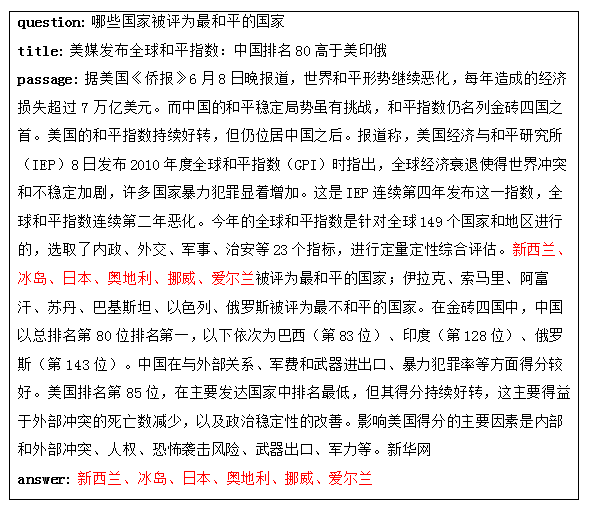 question: 哪些国家被评为最和平的国家
title: 美媒发布全球和平指数：中国排名 80 高于美印俄
passage: 据美国《侨报》6 月 8 日晚报道，世界和平形势继续恶化，每年造成的经济
损失超过 7 万亿美元。而中国的和平稳定局势虽有挑战，和平指数仍名列金砖四国之
首。美国的和平指数持续好转，但仍位居中国之后。报道称，美国经济与和平研究所
（IEP）8 日发布 2010 年度全球和平指数（GPI）时指出，全球经济衰退使得世界冲突
和不稳定加剧，许多国家暴力犯罪显着增加。这是 IEP 连续第四年发布这一指数，全
球和平指数连续第二年恶化。今年的全球和平指数是针对全球 149 个国家和地区进行
的，选取了内政、外交、军事、治安等 23 个指标，进行定量定性综合评估。新西兰、
冰岛、日本、奥地利、挪威、爱尔兰被评为最和平的国家；伊拉克、索马里、阿富
汗、苏丹、巴基斯坦、以色列、俄罗斯被评为最不和平的国家。在金砖四国中，中国
以总排名第 80 位排名第一，以下依次为巴西（第 83 位）、印度（第 128 位）、俄罗
斯（第 143 位）。中国在与外部关系、军费和武器进出口、暴力犯罪率等方面得分较
好。美国排名第 85 位，在主要发达国家中排名最低，但其得分持续好转，这主要得益
于外部冲突的死亡数减少，以及政治稳定性的改善。影响美国得分的主要因素是内部
和外部冲突、人权、恐怖袭击风险、武器出口、军力等。新华网
answer: 新西兰、冰岛、日本、奥地利、挪威、爱尔兰